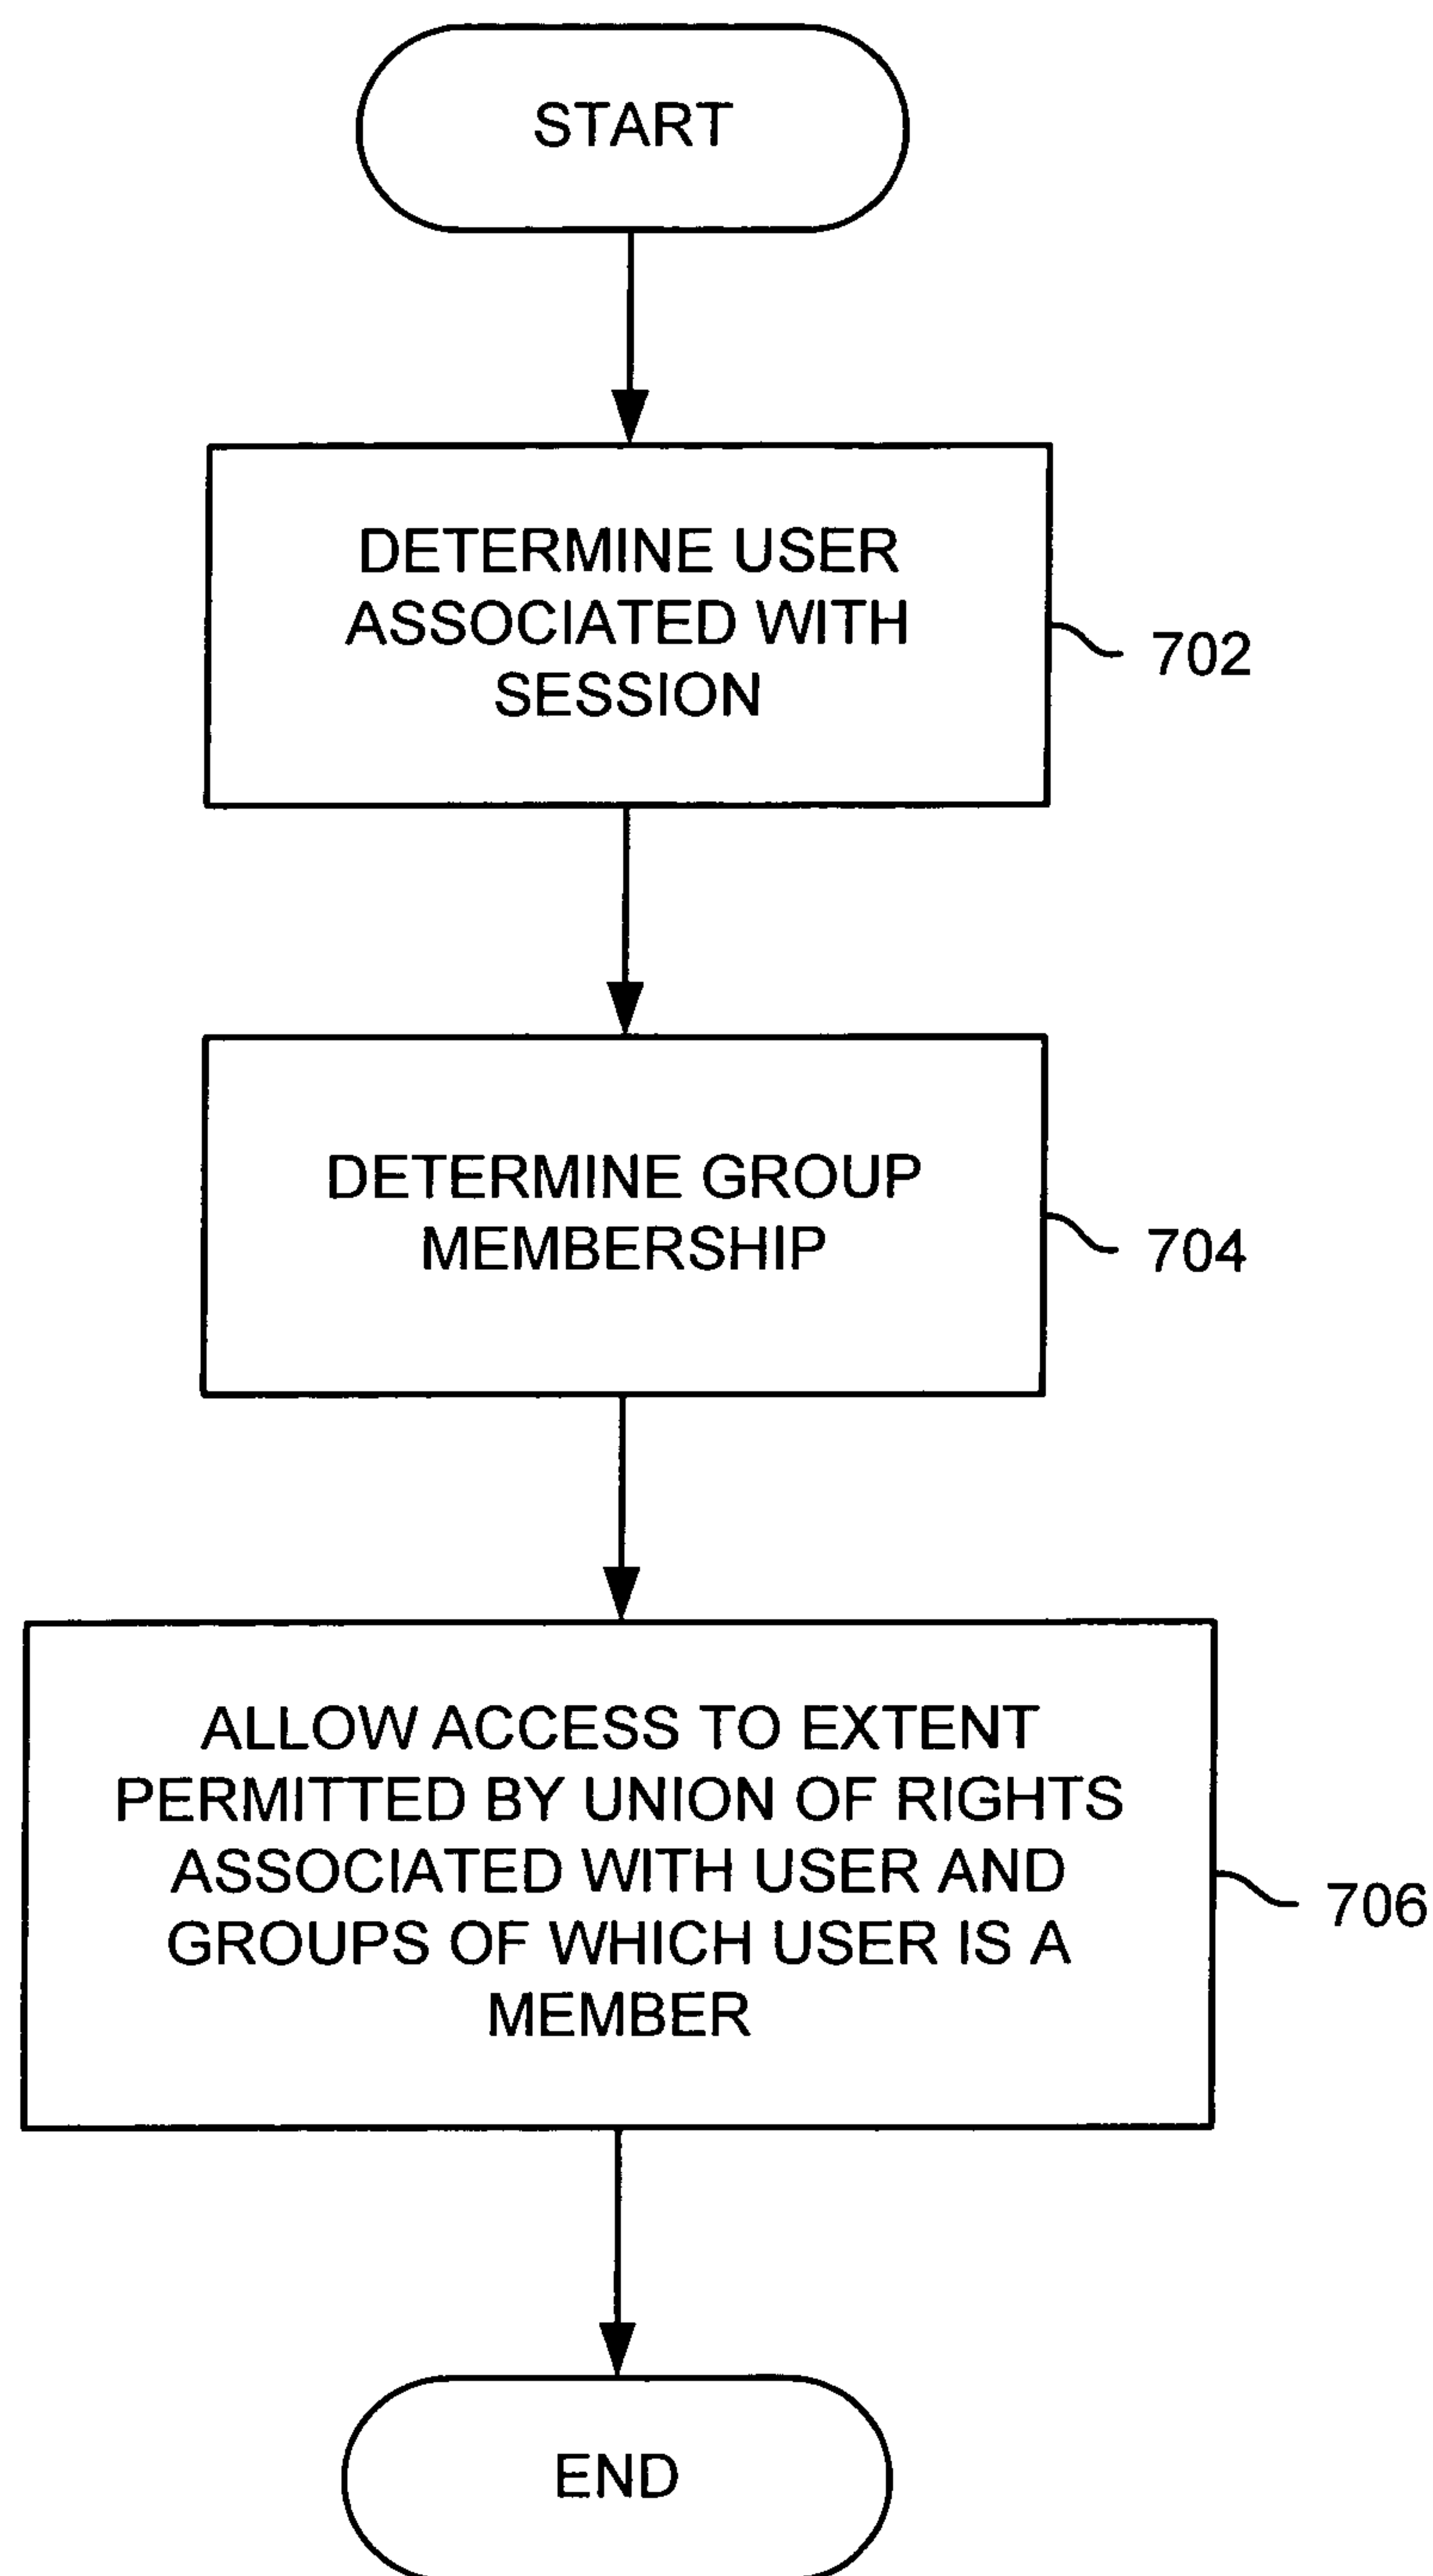 START
DETERMINE USER
ASSOCIATED WITH
SESSION
702
DETERMINE GROUP
MEMBERSHIP
704
ALLOW ACCESS TO EXTENT
PERMITTED BY UNION OF RIGHTS
ASSOCIATED WITH USER AND
GROUPS OF WHICH USER IS A
MEMBER
706
END